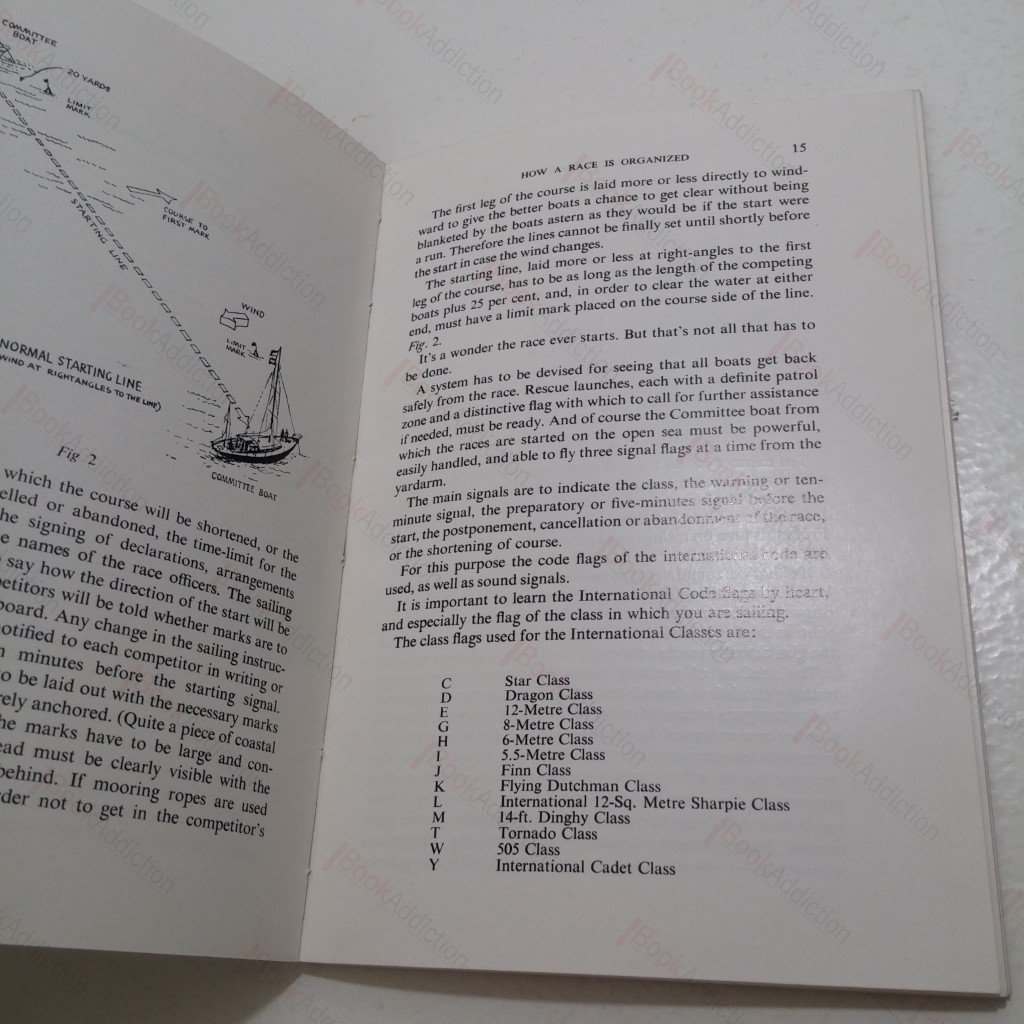 COMMITTEE
BOAT
20 YARDS
LIMIT
MARK
COURSE TO
FIRST MARK
STARTING LINE
WIND
LIMIT
MARK
NORMAL STARTING LINE
WIND AT RIGHTANGLES TO THE LINE)
COMMITTEE BOAT
Fig. 2
which the course will be shortened, or the
elled or abandoned, the time-limit for the
he signing of declarations, arrangements
e names of the race officers. The sailing
say how the direction of the start will be
petitors will be told whether marks are to
board. Any change in the sailing instruc-
notified to each competitor in writing or
n minutes before the starting signal.
o be laid out with the necessary marks
rely anchored. (Quite a piece of coastal
he marks have to be large and con-
ead must be clearly visible with the
behind. If mooring ropes are used
der not to get in the competitor's
HOW A RACE IS ORGANIZED 15
The first leg of the course is laid more or less directly to wind-
ward to give the better boats a chance to get clear without being
blanketed by the boats astern as they would be if the start were
a run. Therefore the lines cannot be finally set until shortly before
the start in case the wind changes.
The starting line, laid more or less at right-angles to the first
leg of the course, has to be as long as the length of the competing
boats plus 25 per cent, and, in order to clear the water at either
end, must have a limit mark placed on the course side of the line.
Fig. 2.
It's a wonder the race ever starts. But that's not all that has to
be done.
A system has to be devised for seeing that all boats get back
safely from the race. Rescue launches, each with a definite patrol
zone and a distinctive flag with which to call for further assistance
if needed, must be ready. And of course the Committee boat from
which the races are started on the open sea must be powerful,
easily handled, and able to fly three signal flags at a time from the
yardarm.
The main signals are to indicate the class, the warning or ten-
minute signal, the preparatory or five-minutes signal before the
start, the postponement, cancellation or abandonment of the race,
or the shortening of course.
For this purpose the code flags of the international code are
used, as well as sound signals.
It is important to learn the International Code flags by heart,
and especially the flag of the class in which you are sailing.
The class flags used for the International Classes are:
C Star Class
D Dragon Class
E 12-Metre Class
G 8-Metre Class
H 6-Metre Class
I 5.5-Metre Class
J Finn Class
K Flying Dutchman Class
L International 12-Sq. Metre Sharpie Class
M 14-ft. Dinghy Class
T Tornado Class
W 505 Class
Y International Cadet Class
BookAddiction